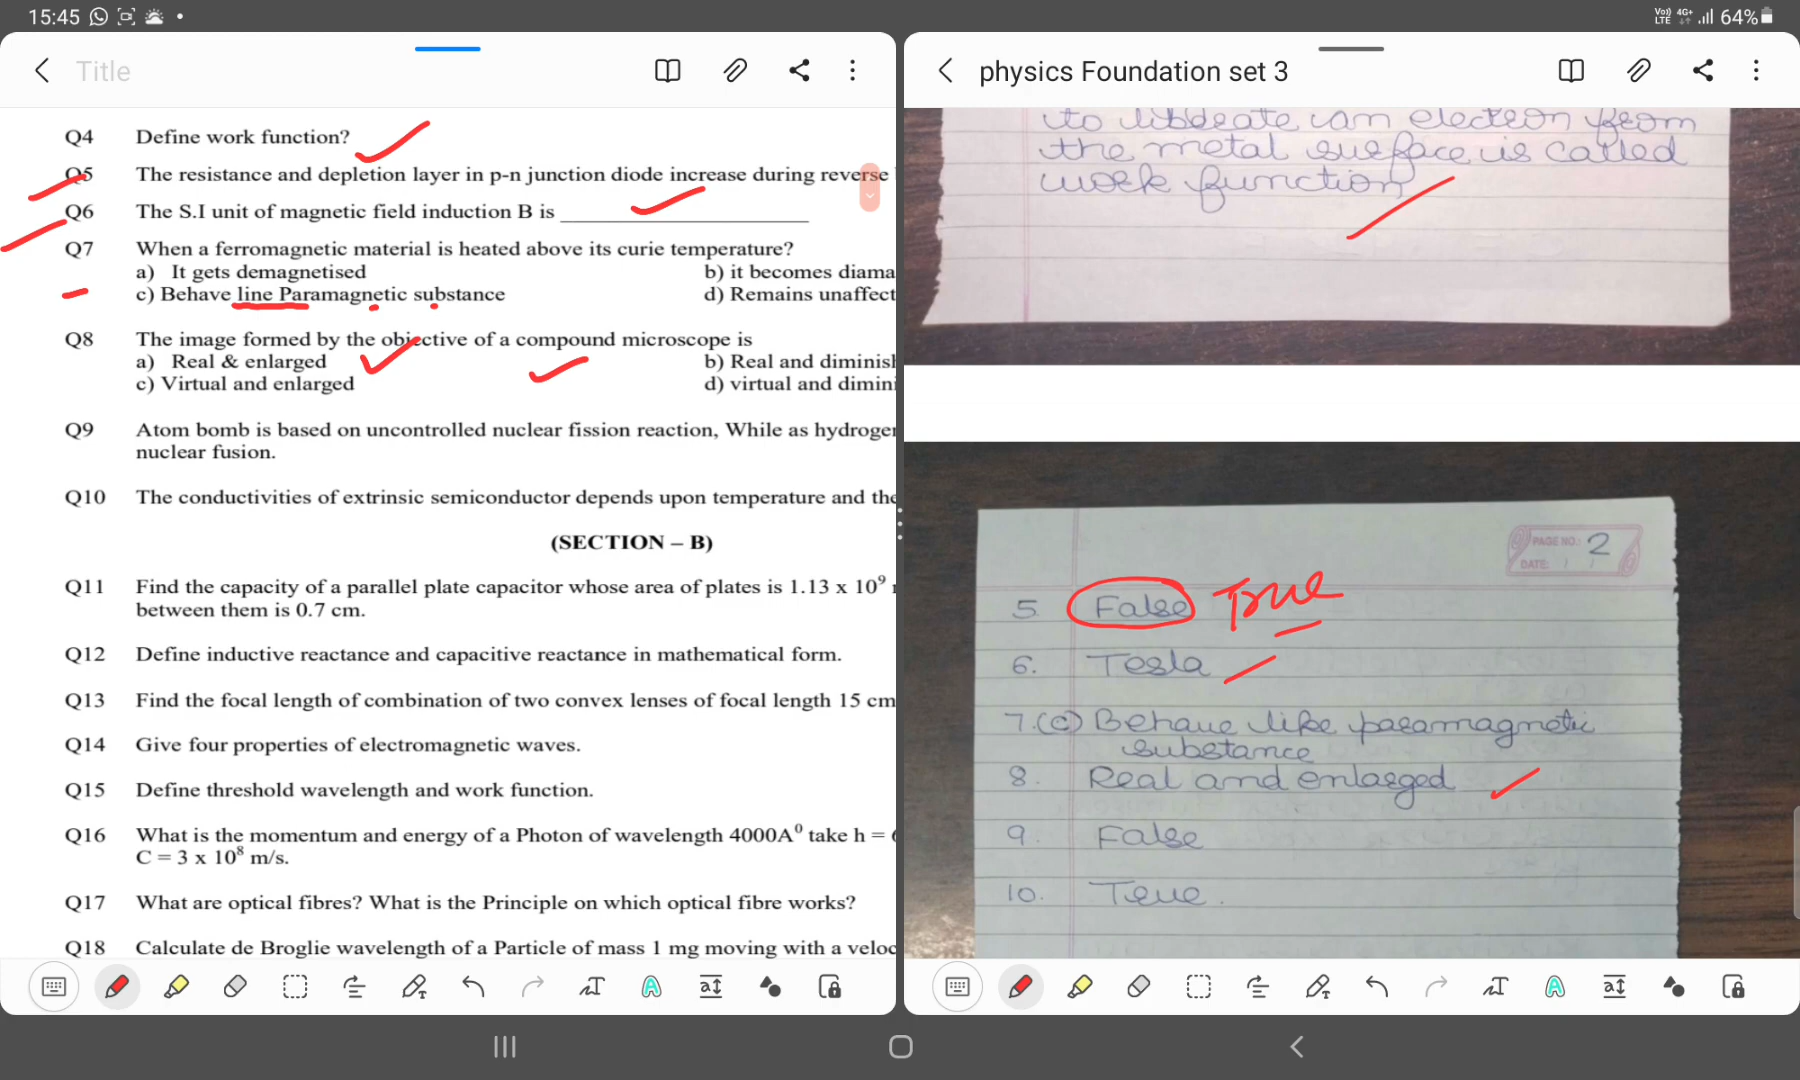 15:45
Vo)) LTE 4G+ 64%
Title
Q4 Define work function?
Q5 The resistance and depletion layer in p-n junction diode increase during reverse
Q6 The S.I unit of magnetic field induction B is ____________________
Q7 When a ferromagnetic material is heated above its curie temperature?
a) It gets demagnetised b) it becomes diama
c) Behave line Paramagnetic substance d) Remains unaffect
Q8 The image formed by the objective of a compound microscope is
a) Real & enlarged b) Real and diminish
c) Virtual and enlarged d) virtual and dimini
Q9 Atom bomb is based on uncontrolled nuclear fission reaction, While as hydrogen
nuclear fusion.
Q10 The conductivities of extrinsic semiconductor depends upon temperature and the
(SECTION – B)
Q11 Find the capacity of a parallel plate capacitor whose area of plates is 1.13 x 10⁹
between them is 0.7 cm.
Q12 Define inductive reactance and capacitive reactance in mathematical form.
Q13 Find the focal length of combination of two convex lenses of focal length 15 cm
Q14 Give four properties of electromagnetic waves.
Q15 Define threshold wavelength and work function.
Q16 What is the momentum and energy of a Photon of wavelength 4000A⁰ take h =
C = 3 x 10⁸ m/s.
Q17 What are optical fibres? What is the Principle on which optical fibre works?
Q18 Calculate de Broglie wavelength of a Particle of mass 1 mg moving with a veloc
physics Foundation set 3
to liberate an electron from
the metal surface is called
work function
PAGE NO.: 2
DATE: / /
5. False True
6. Tesla
7.(c) Behave like paramagnetic
substance
8. Real and enlarged
9. False
10. True.